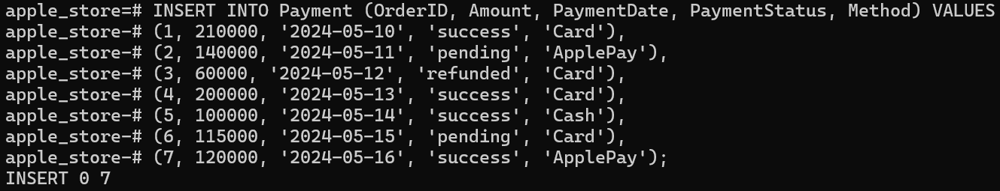 apple_store=# INSERT INTO Payment (OrderID, Amount, PaymentDate, PaymentStatus, Method) VALUES
apple_store-# (1, 210000, '2024-05-10', 'success', 'Card'),
apple_store-# (2, 140000, '2024-05-11', 'pending', 'ApplePay'),
apple_store-# (3, 60000, '2024-05-12', 'refunded', 'Card'),
apple_store-# (4, 200000, '2024-05-13', 'success', 'Card'),
apple_store-# (5, 100000, '2024-05-14', 'success', 'Cash'),
apple_store-# (6, 115000, '2024-05-15', 'pending', 'Card'),
apple_store-# (7, 120000, '2024-05-16', 'success', 'ApplePay');
INSERT 0 7